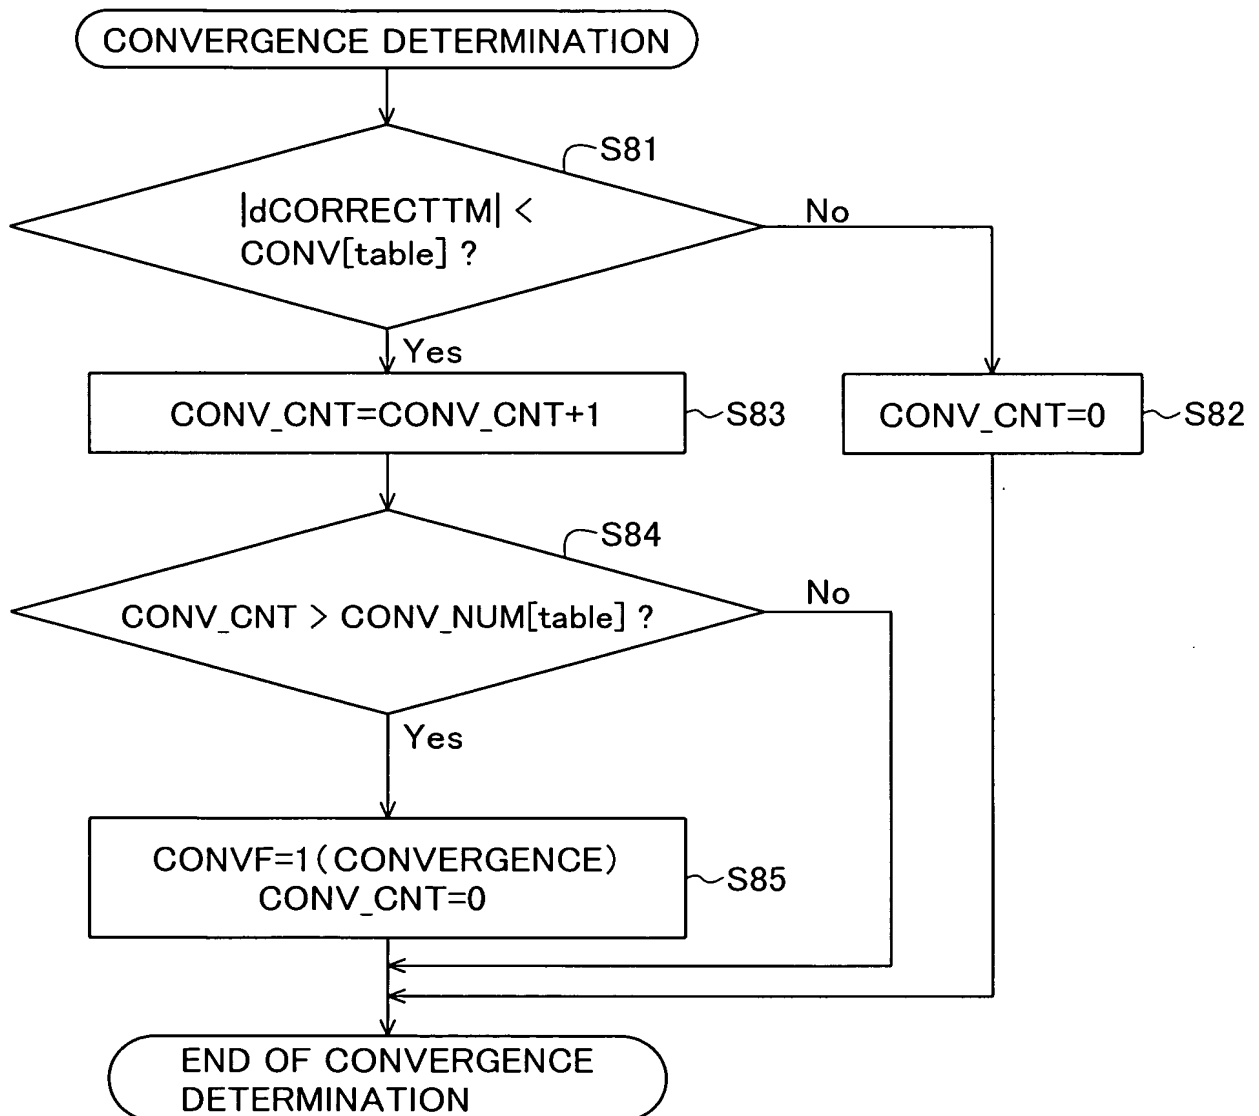 CONVERGENCE DETERMINATION
S81
|dCORRECTTM| <
CONV[table] ?
No
Yes
CONV_CNT=CONV_CNT+1
S83
CONV_CNT=0
S82
S84
CONV_CNT > CONV_NUM[table] ?
No
Yes
CONVF=1(CONVERGENCE)
CONV_CNT=0
S85
END OF CONVERGENCE
DETERMINATION